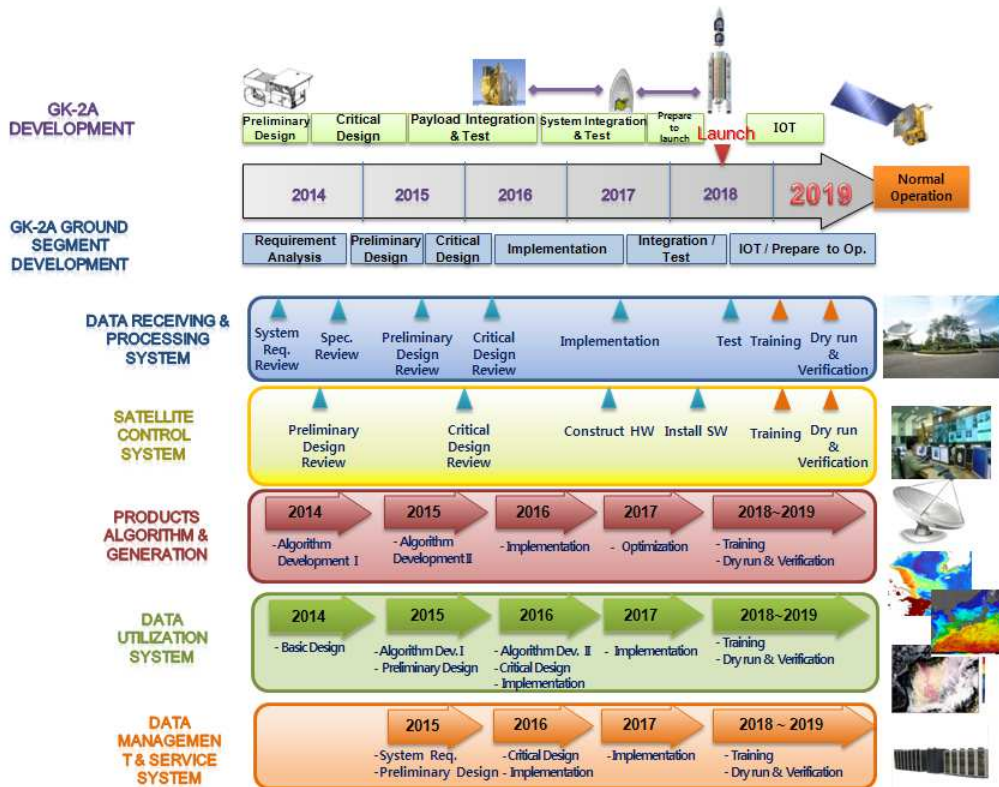 GK-2A
DEVELOPMENT
Preliminary
Design
Critical
Design
Payload Integration
& Test
System Integration
& Test
Prepare
to
launch
Launch
IOT
2014
2015
2016
2017
2018
2019
Normal
Operation
GK-2A GROUND
SEGMENT
DEVELOPMENT
Requirement
Analysis
Preliminary
Design
Critical
Design
Implementation
Integration /
Test
IOT / Prepare to Op.
DATA RECEIVING &
PROCESSING
SYSTEM
System
Req.
Review
Spec.
Review
Preliminary
Design
Review
Critical
Design
Review
Implementation
Test
Training
Dry run
&
Verification
SATELLITE
CONTROL
SYSTEM
Preliminary
Design
Review
Critical
Design
Review
Construct HW
Install SW
Training
Dry run
&
Verification
PRODUCTS
ALGORITHM &
GENERATION
2014
- Algorithm
Development I
2015
- Algorithm
Development II
2016
- Implementation
2017
- Optimization
2018~2019
- Training
- Dry run & Verification
DATA
UTILIZATION
SYSTEM
2014
- Basic Design
2015
- Algorithm Dev. I
- Preliminary Design
2016
- Algorithm Dev. II
- Critical Design
- Implementation
2017
- Implementation
2018~2019
- Training
- Dry run & Verification
DATA
MANAGEMEN
T & SERVICE
SYSTEM
2015
- System Req.
- Preliminary Design
2016
- Critical Design
- Implementation
2017
- Implementation
2018 ~ 2019
- Training
- Dry run & Verification